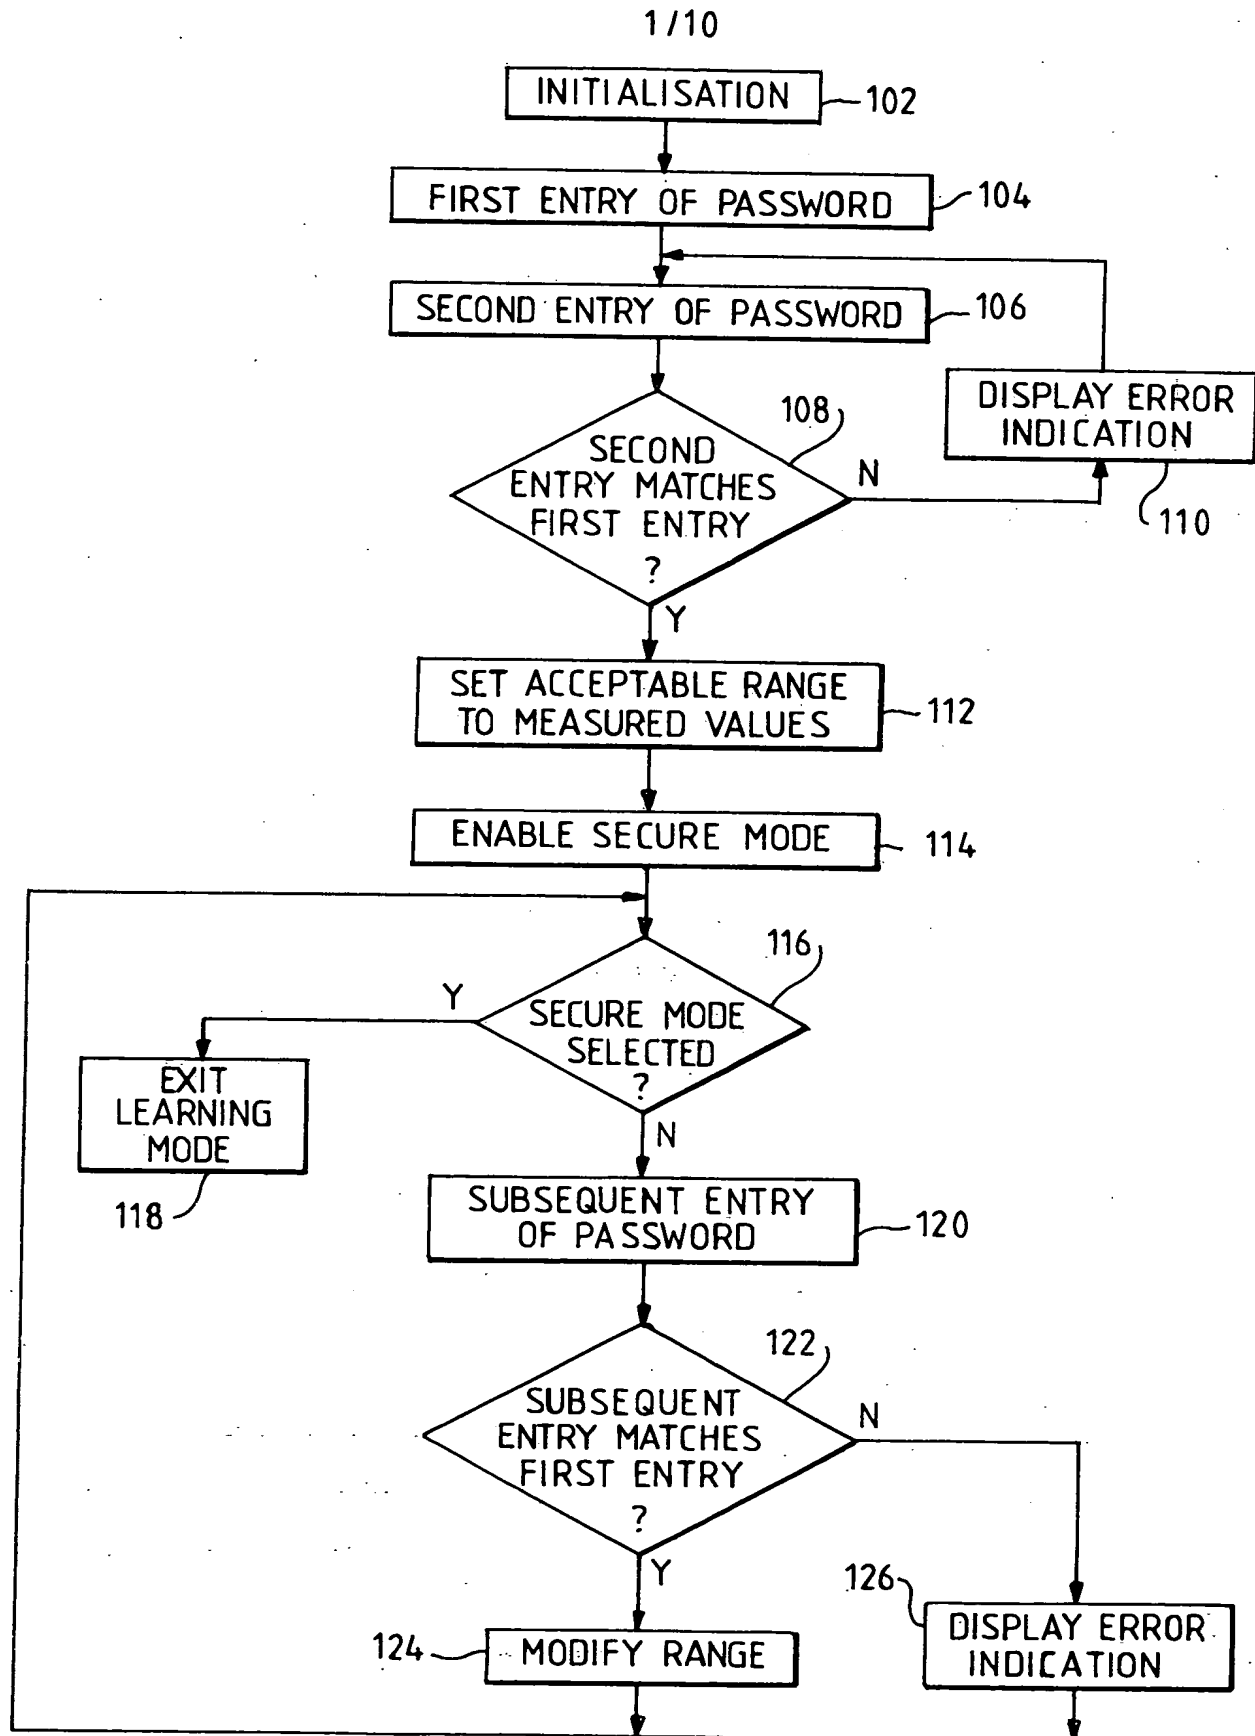 1/10
INITIALISATION
102
FIRST ENTRY OF PASSWORD
104
SECOND ENTRY OF PASSWORD
106
DISPLAY ERROR
INDICATION
110
108
SECOND
ENTRY MATCHES
FIRST ENTRY
?
N
Y
SET ACCEPTABLE RANGE
TO MEASURED VALUES
112
ENABLE SECURE MODE
114
116
SECURE MODE
SELECTED
?
Y
N
EXIT
LEARNING
MODE
118
SUBSEQUENT ENTRY
OF PASSWORD
120
122
SUBSEQUENT
ENTRY MATCHES
FIRST ENTRY
?
N
Y
124
MODIFY RANGE
126
DISPLAY ERROR
INDICATION